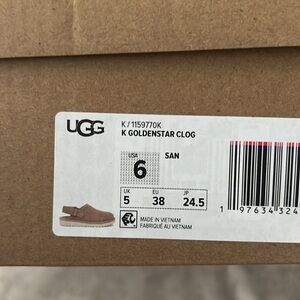 UGG
K / 1159770K
K GOLDENSTAR CLOG
USA
6
SAN
UK
5
EU
38
JP
24.5
MADE IN VIETNAM
FABRIQUÉ AU VIETNAM
1 97634 324